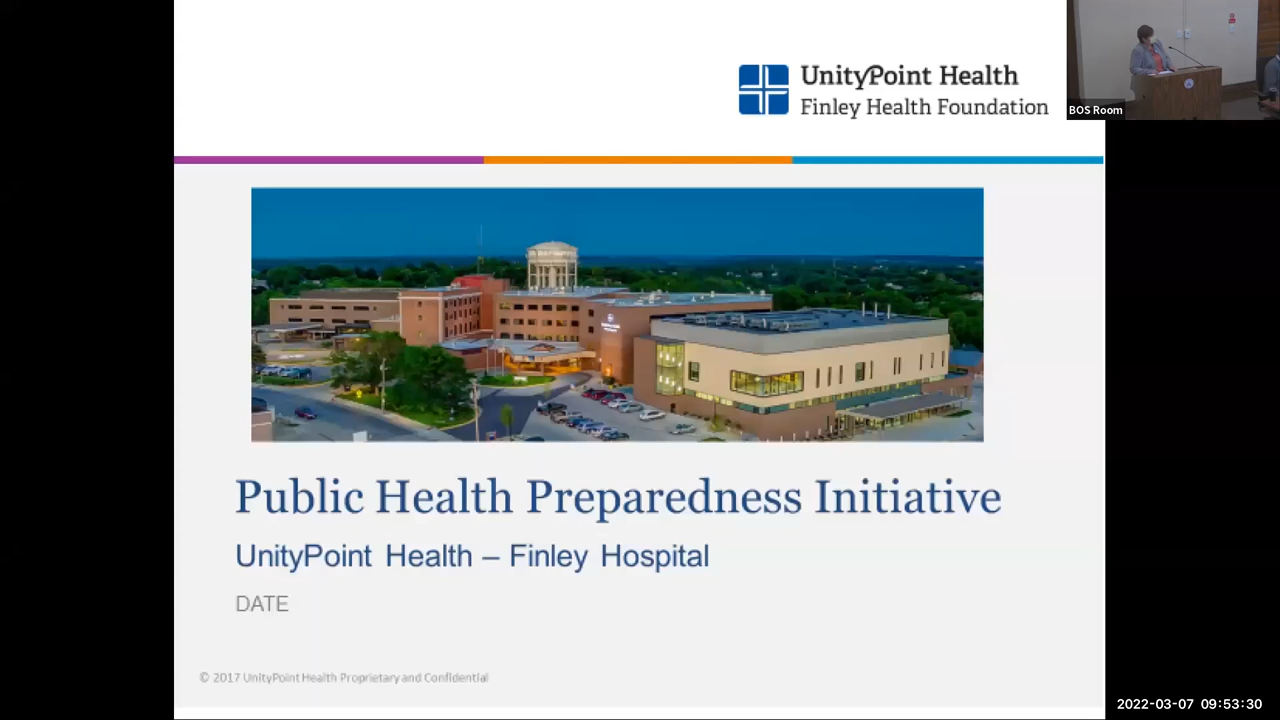 UnityPoint Health
Finley Health Foundation
BOS Room
Public Health Preparedness Initiative
UnityPoint Health – Finley Hospital
DATE
© 2017 UnityPoint Health Proprietary and Confidential
2022-03-07 09:53:30